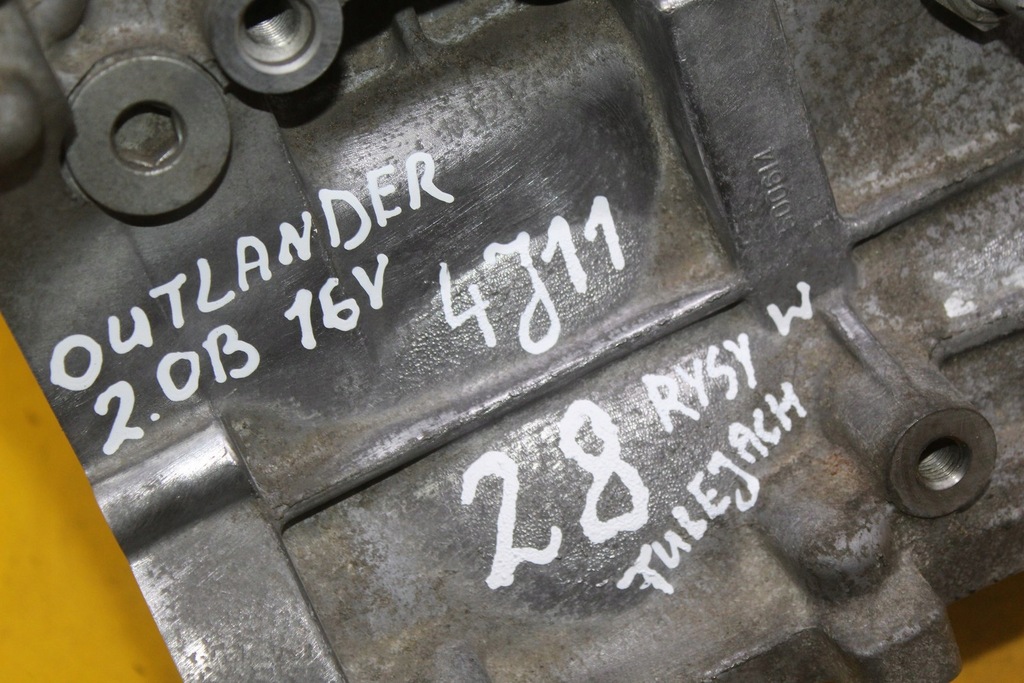 OUTLANDER
2.0B 16V 4J11
28 RYSY W
TULEJACH